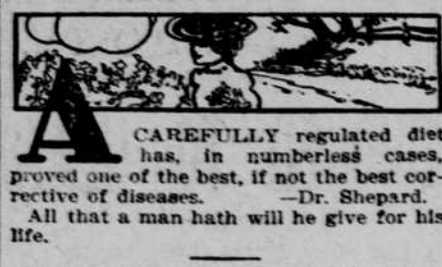 A CAREFULLY regulated diet
has, in numberless cases,
proved one of the best, if not the best cor-
rective of diseases. —Dr. Shepard.
All that a man hath will he give for his
life.